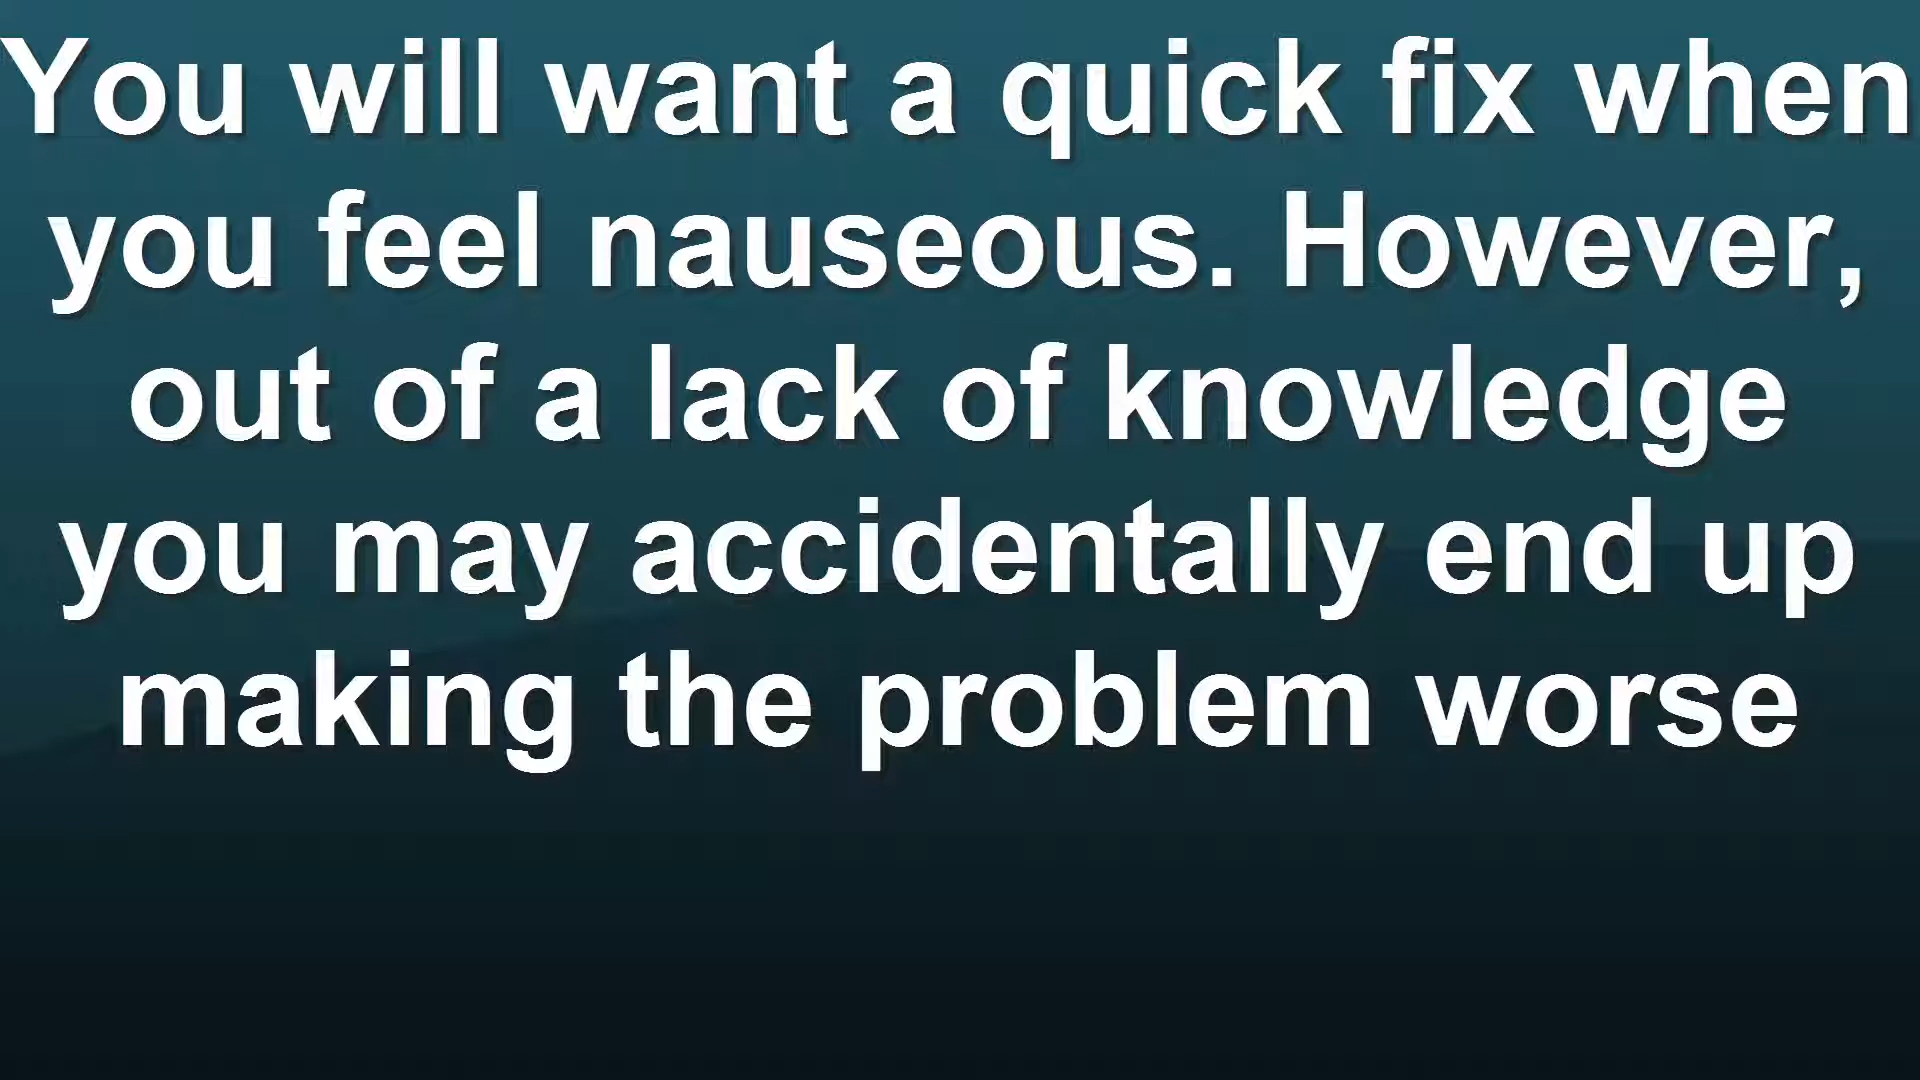 You will want a quick fix when
you feel nauseous. However,
out of a lack of knowledge
you may accidentally end up
making the problem worse